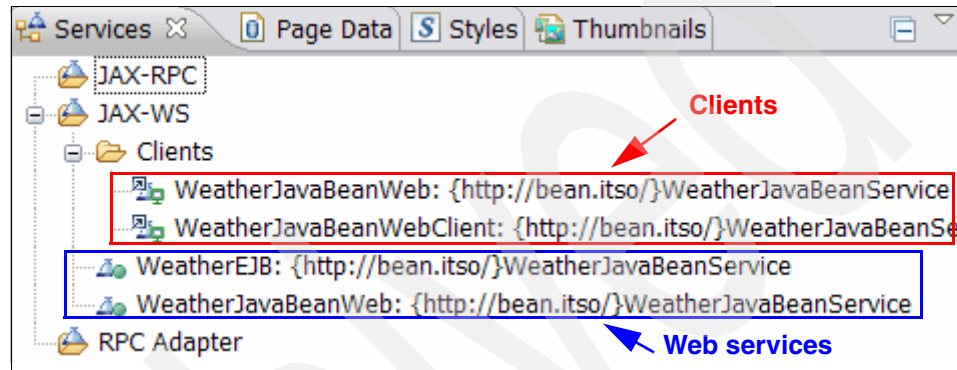 Services Page Data S Styles Thumbnails
JAX-RPC
JAX-WS
Clients
Clients
WeatherJavaBeanWeb: {http://bean.itso/}WeatherJavaBeanService
WeatherJavaBeanWebClient: {http://bean.itso/}WeatherJavaBeanSe
WeatherEJB: {http://bean.itso/}WeatherJavaBeanService
WeatherJavaBeanWeb: {http://bean.itso/}WeatherJavaBeanService
RPC Adapter
Web services